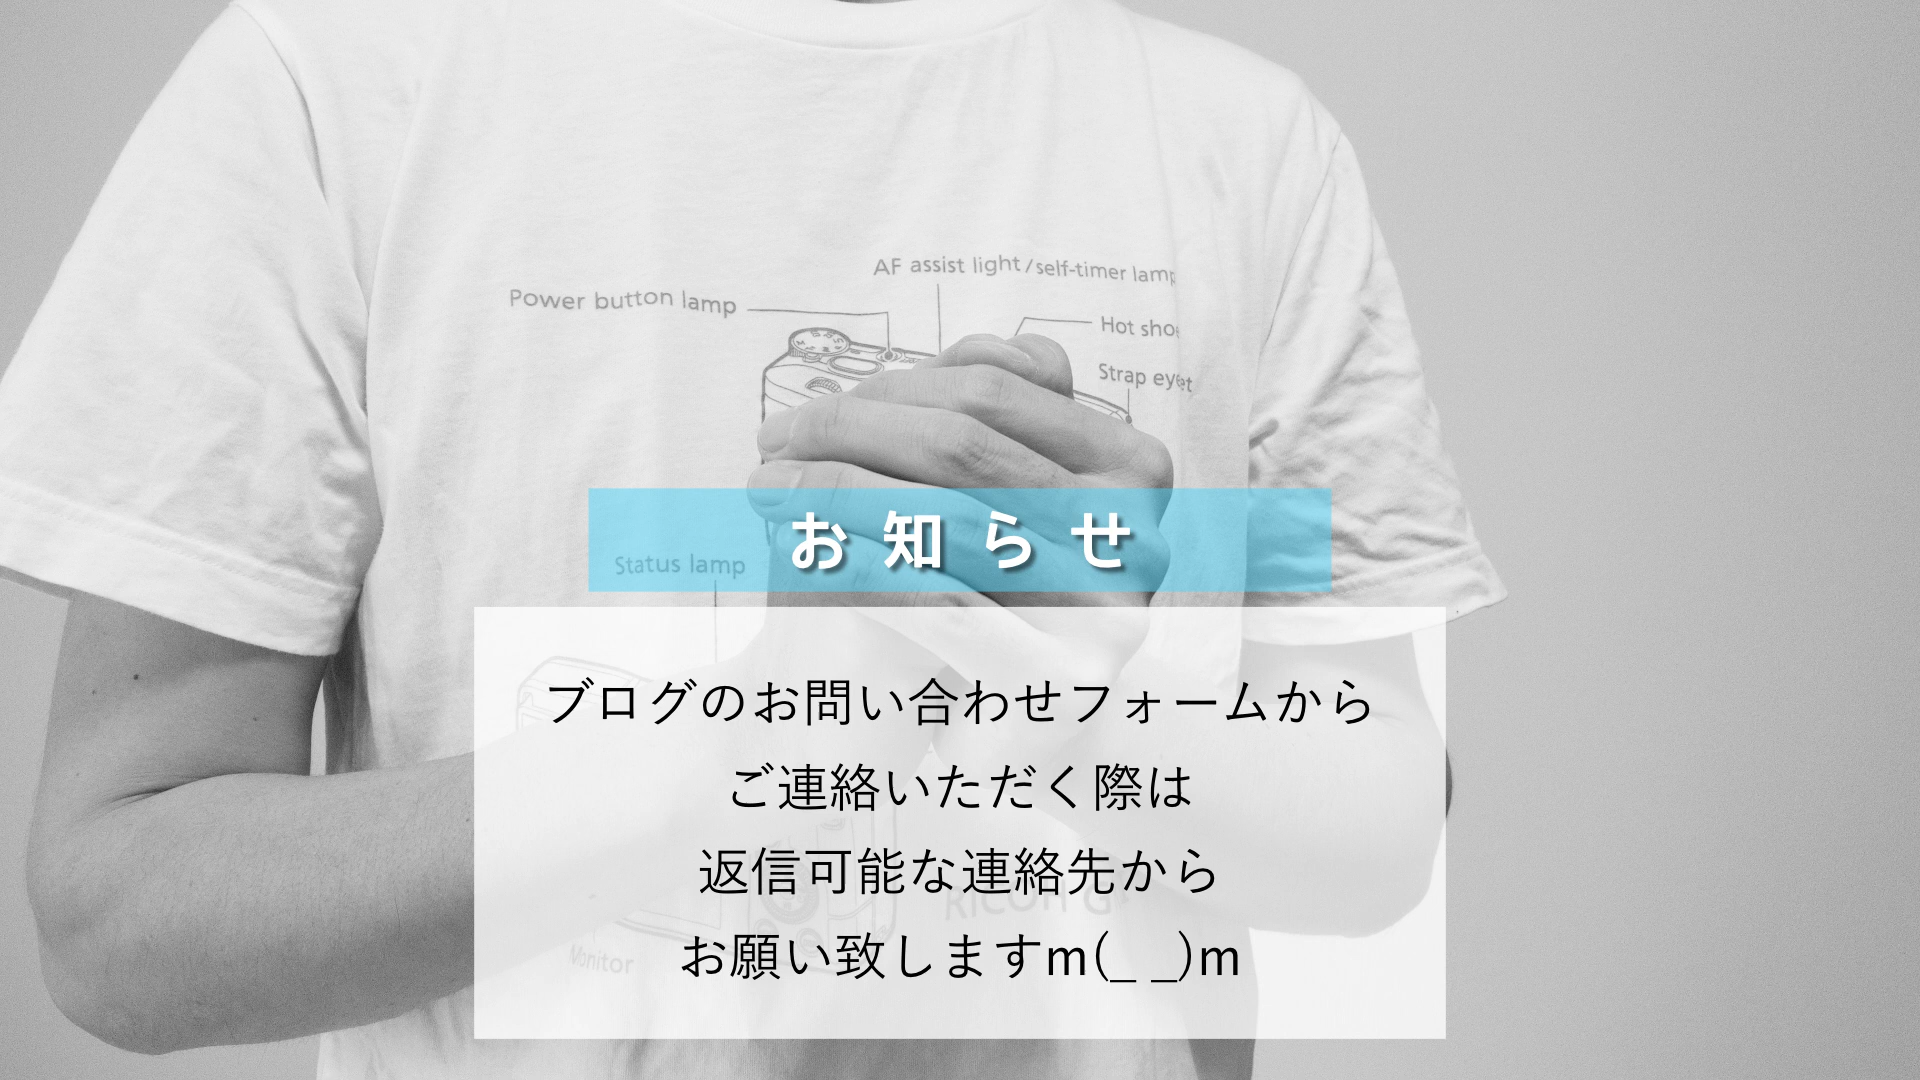 AF assist light/self-timer lamp
Power button lamp
Hot shoe
Strap eyelet
お知らせ
Status lamp
ブログのお問い合わせフォームから
ご連絡いただく際は
返信可能な連絡先から
RICOH G
お願い致しますm(_ _)m
Monitor